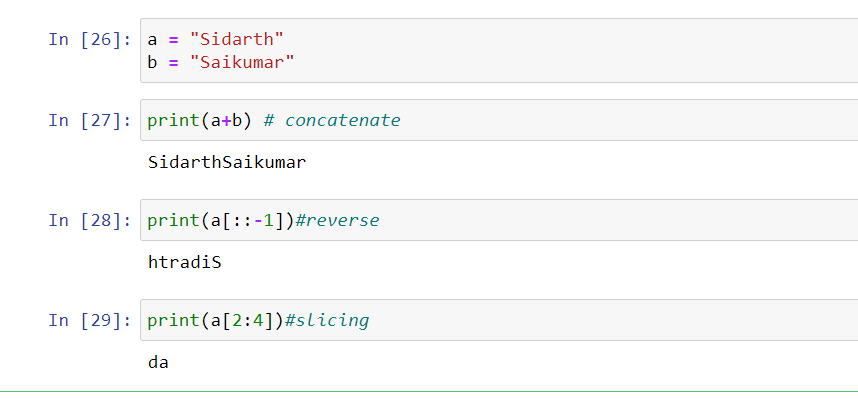 In [26]: a = "Sidarth"
b = "Saikumar"
In [27]: print(a+b) # concatenate
SidarthSaikumar
In [28]: print(a[::-1])#reverse
htradiS
In [29]: print(a[2:4])#slicing
da